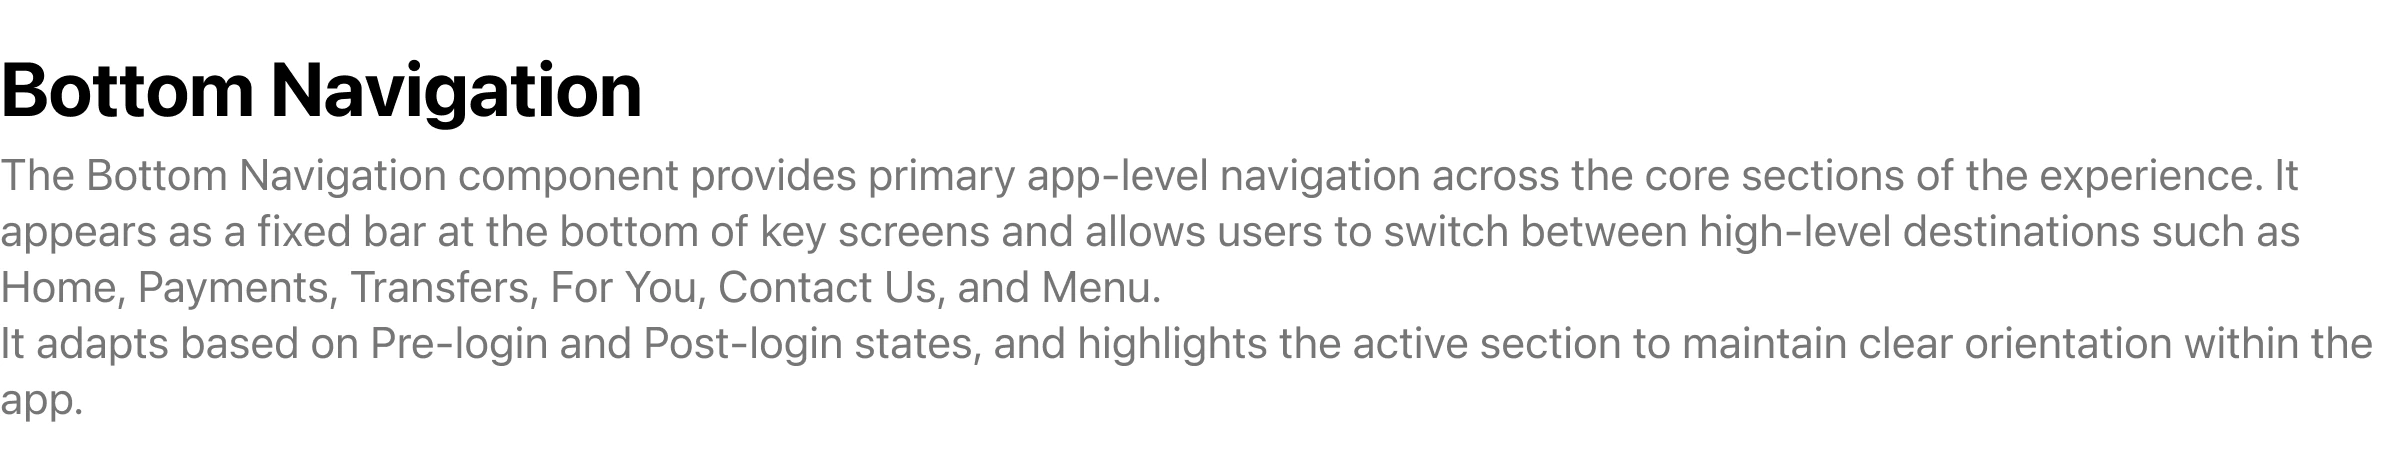 Bottom Navigation
The Bottom Navigation component provides primary app-level navigation across the core sections of the experience. It
appears as a fixed bar at the bottom of key screens and allows users to switch between high-level destinations such as
Home, Payments, Transfers, For You, Contact Us, and Menu.
It adapts based on Pre-login and Post-login states, and highlights the active section to maintain clear orientation within the
app.